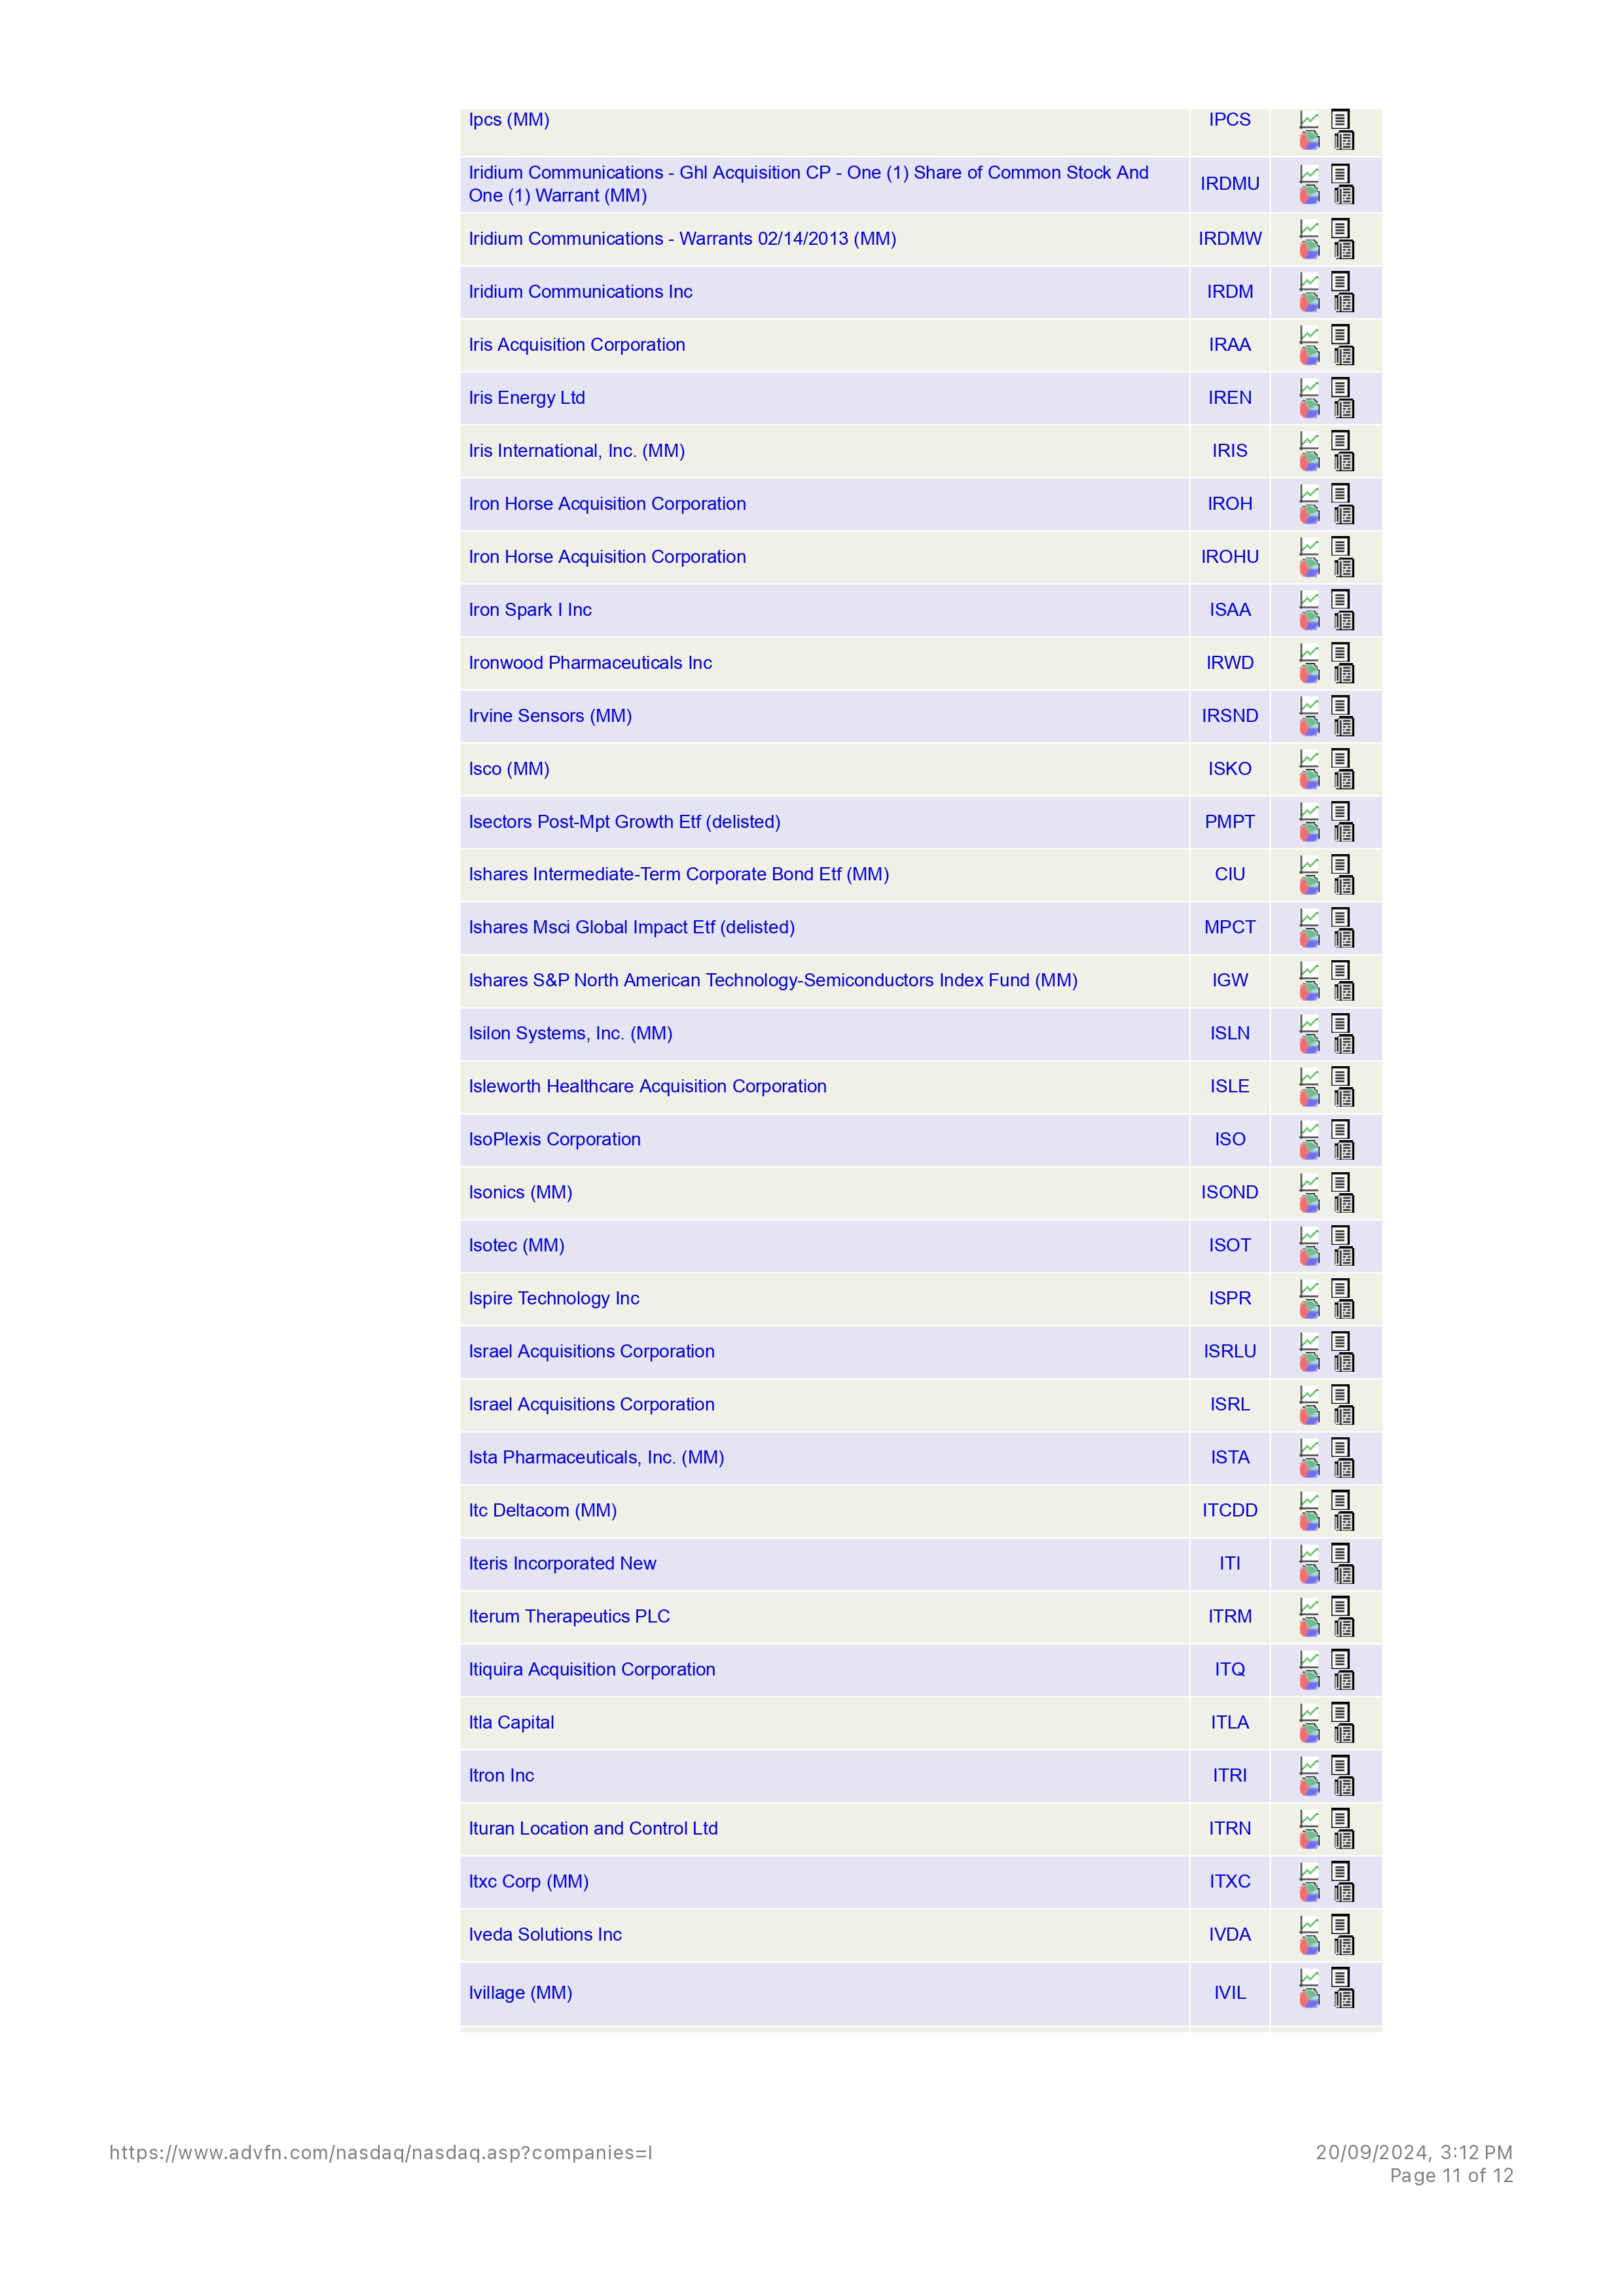 Ipcs (MM) IPCS
Iridium Communications - Ghl Acquisition CP - One (1) Share of Common Stock And
One (1) Warrant (MM) IRDMU
Iridium Communications - Warrants 02/14/2013 (MM) IRDMW
Iridium Communications Inc IRDM
Iris Acquisition Corporation IRAA
Iris Energy Ltd IREN
Iris International, Inc. (MM) IRIS
Iron Horse Acquisition Corporation IROH
Iron Horse Acquisition Corporation IROHU
Iron Spark I Inc ISAA
Ironwood Pharmaceuticals Inc IRWD
Irvine Sensors (MM) IRSND
Isco (MM) ISKO
Isectors Post-Mpt Growth Etf (delisted) PMPT
Ishares Intermediate-Term Corporate Bond Etf (MM) CIU
Ishares Msci Global Impact Etf (delisted) MPCT
Ishares S&P North American Technology-Semiconductors Index Fund (MM) IGW
Isilon Systems, Inc. (MM) ISLN
Isleworth Healthcare Acquisition Corporation ISLE
IsoPlexis Corporation ISO
Isonics (MM) ISOND
Isotec (MM) ISOT
Ispire Technology Inc ISPR
Israel Acquisitions Corporation ISRLU
Israel Acquisitions Corporation ISRL
Ista Pharmaceuticals, Inc. (MM) ISTA
Itc Deltacom (MM) ITCDD
Iteris Incorporated New ITI
Iterum Therapeutics PLC ITRM
Itiquira Acquisition Corporation ITQ
Itla Capital ITLA
Itron Inc ITRI
Ituran Location and Control Ltd ITRN
Itxc Corp (MM) ITXC
Iveda Solutions Inc IVDA
Ivillage (MM) IVIL
https://www.advfn.com/nasdaq/nasdaq.asp?companies=I 20/09/2024, 3:12 PM
Page 11 of 12